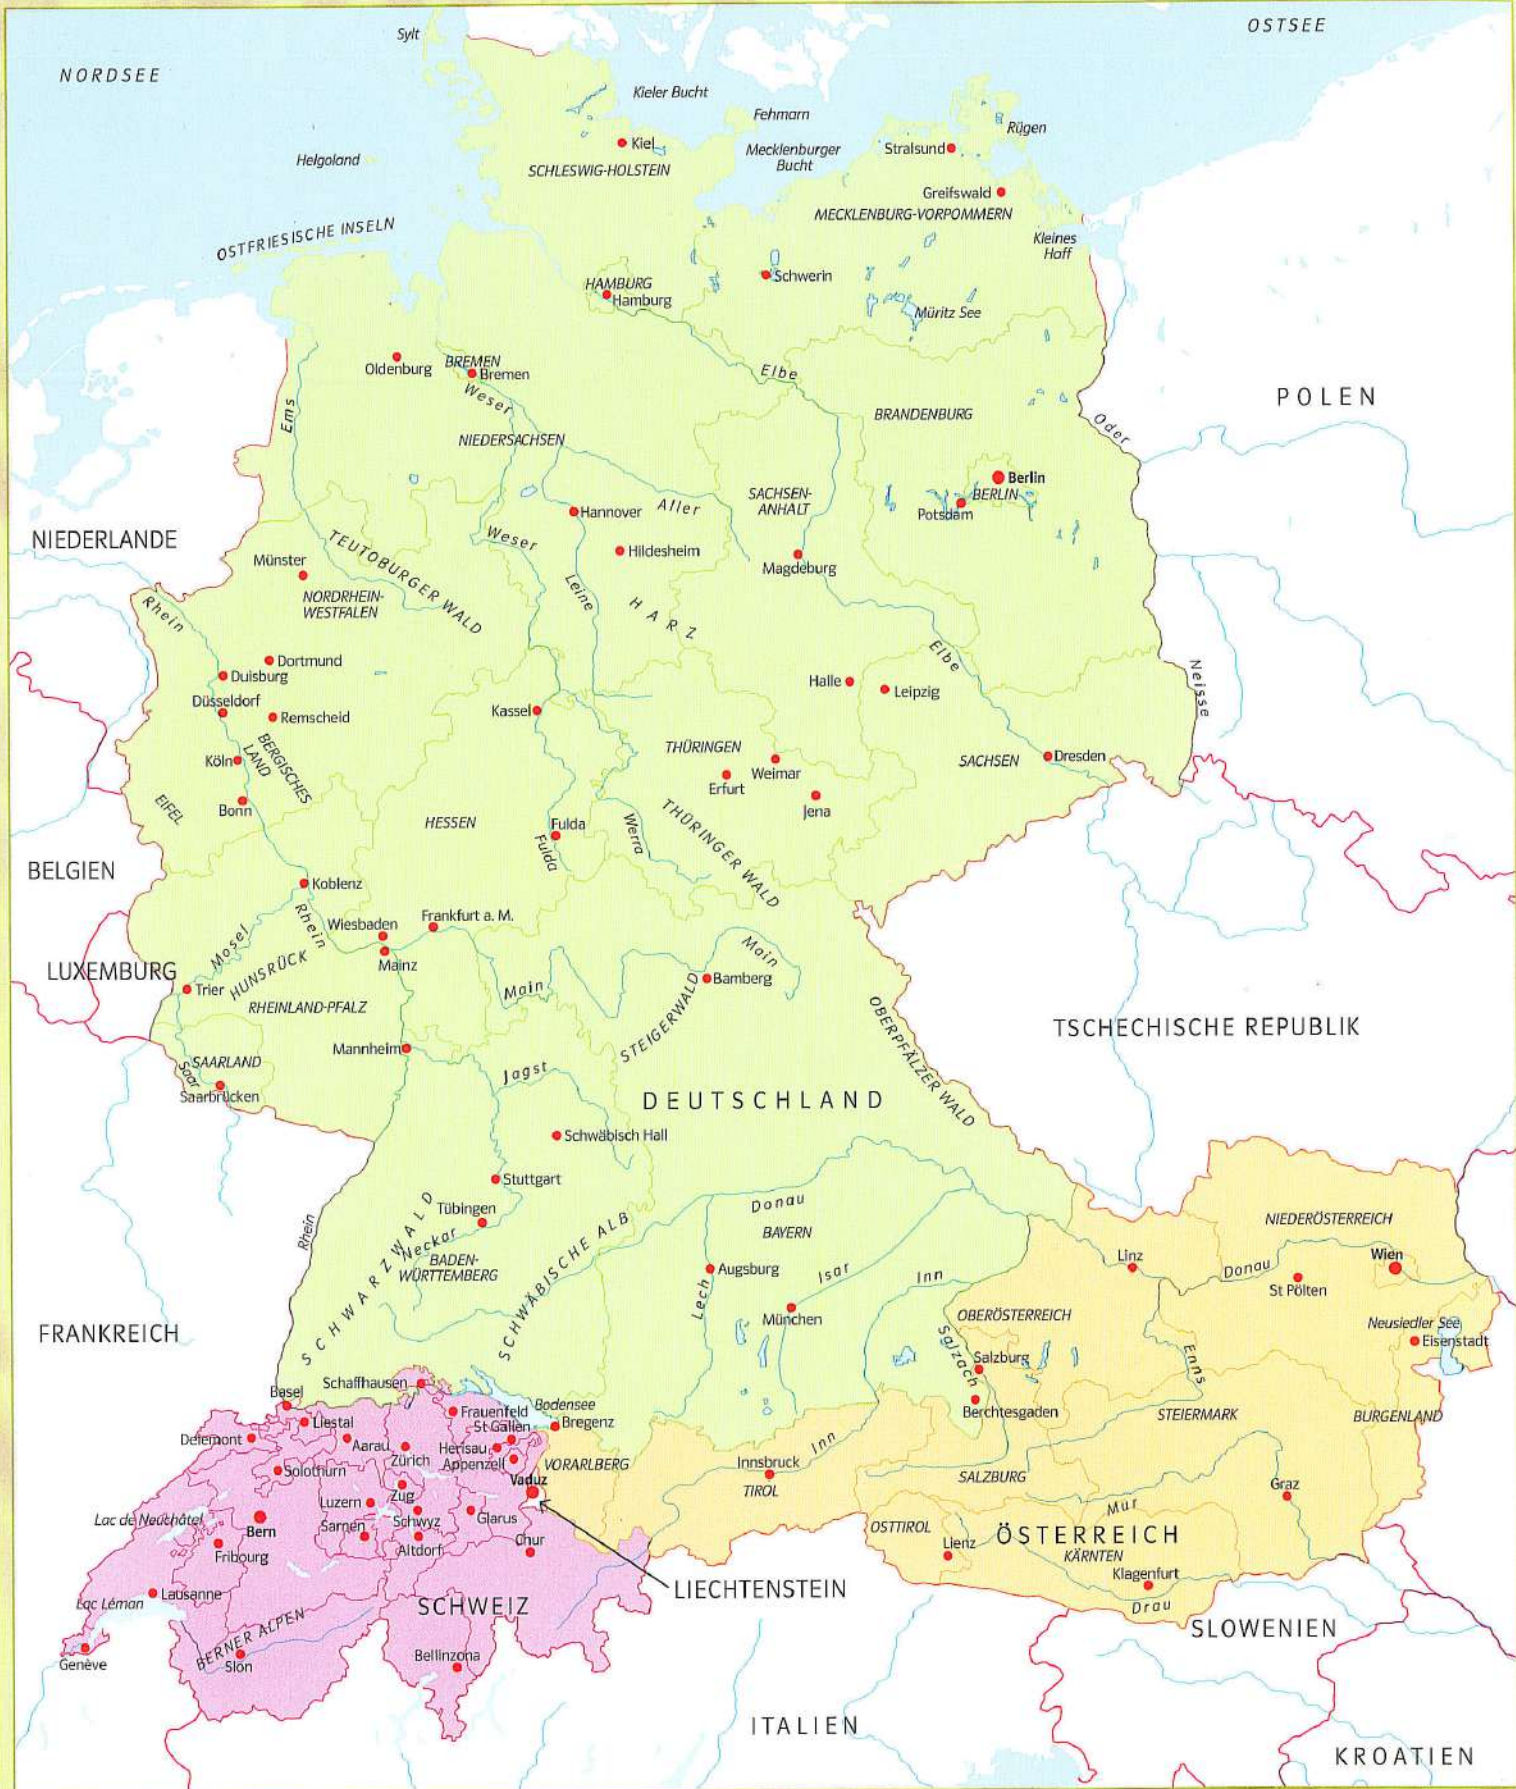 Sylt
OSTSEE
NORDSEE
Kieler Bucht
Fehmarn
Rügen
Kiel
Mecklenburger
Bucht
Stralsund
Helgoland
SCHLESWIG-HOLSTEIN
Greifswald
MECKLENBURG-VORPOMMERN
OSTFRIESISCHE INSELN
Kleines
Haff
Schwerin
HAMBURG
Hamburg
Müritz See
Oldenburg
BREMEN
Bremen
Elbe
Weser
POLEN
Ems
BRANDENBURG
Oder
NIEDERSACHSEN
Berlin
BERLIN
SACHSEN-
ANHALT
Potsdam
Hannover
Aller
NIEDERLANDE
Weser
TEUTOBURGER WALD
Hildesheim
Münster
Magdeburg
NORDRHEIN-
WESTFALEN
Leine
HARZ
Rhein
Elbe
Dortmund
Duisburg
Halle
Leipzig
Neisse
Düsseldorf
Remscheid
Kassel
BERGISCHES
LAND
THÜRINGEN
Köln
Weimar
SACHSEN
Dresden
Erfurt
EIFEL
Bonn
Jena
HESSEN
Fulda
Fulda
Werra
THÜRINGER WALD
BELGIEN
Koblenz
Rhein
Wiesbaden
Frankfurt a. M.
Mosel
Main
Mainz
LUXEMBURG
HUNSRÜCK
Trier
Main
Bamberg
RHEINLAND-PFALZ
STEIGERWALD
OBERPFÄLZER WALD
TSCHECHISCHE REPUBLIK
Mannheim
SAARLAND
Saar
Jagst
Saarbrücken
DEUTSCHLAND
Schwäbisch Hall
Stuttgart
Tübingen
Donau
SCHWARZWALD
Rhein
Neckar
BAYERN
NIEDERÖSTERREICH
SCHWÄBISCHE ALB
BADEN-
WÜRTTEMBERG
Linz
Wien
Augsburg
Isar
Inn
Donau
St Pölten
Lech
München
OBERÖSTERREICH
FRANKREICH
Neusiedler See
Eisenstadt
Salzach
Salzburg
Enns
Schaffhausen
Basel
Bodensee
Berchtesgaden
Frauenfeld
Liestal
St Gallen
Bregenz
STEIERMARK
BURGENLAND
Delemont
Aarau
Zürich
Herisau
Appenzell
VORARLBERG
Inn
Innsbruck
Solothurn
Vaduz
SALZBURG
TIROL
Graz
Zug
Luzern
Mur
Lac de Neuchâtel
Bern
Sarnen
Schwyz
Glarus
OSTTIROL
ÖSTERREICH
Fribourg
Altdorf
Chur
Lienz
KÄRNTEN
Klagenfurt
LIECHTENSTEIN
Lausanne
Lac Léman
SCHWEIZ
Drau
SLOWENIEN
BERNER ALPEN
Genève
Sion
Bellinzona
ITALIEN
KROATIEN